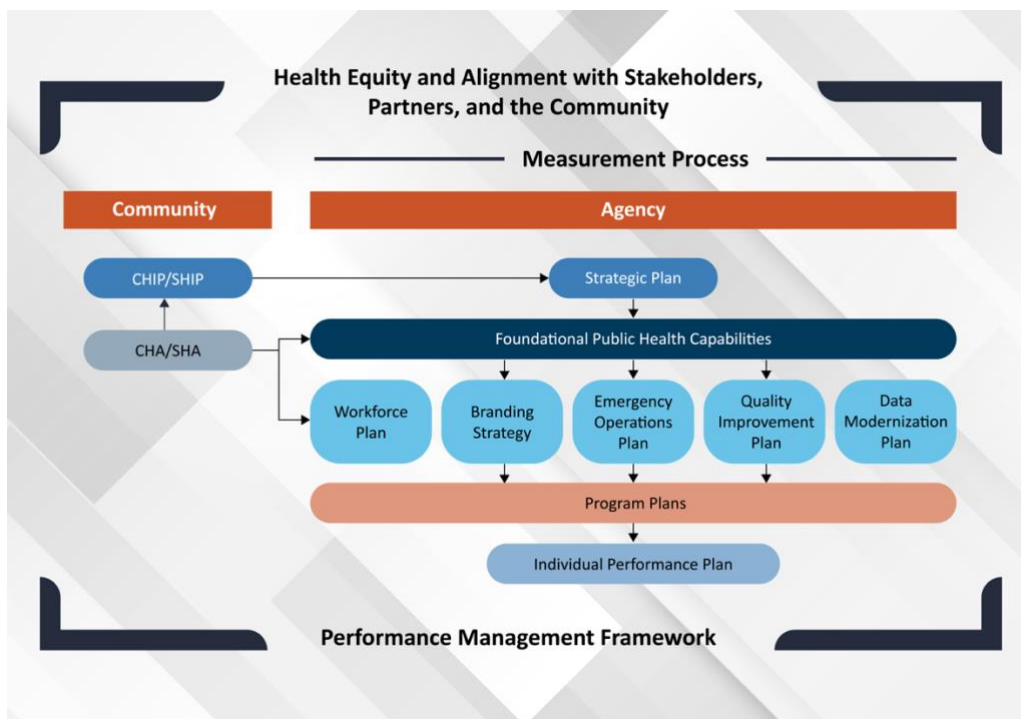 Health Equity and Alignment with Stakeholders,
Partners, and the Community
Measurement Process
Community
Agency
CHIP/SHIP
Strategic Plan
CHA/SHA
Foundational Public Health Capabilities
Workforce
Plan
Branding
Strategy
Emergency
Operations
Plan
Quality
Improvement
Plan
Data
Modernization
Plan
Program Plans
Individual Performance Plan
Performance Management Framework